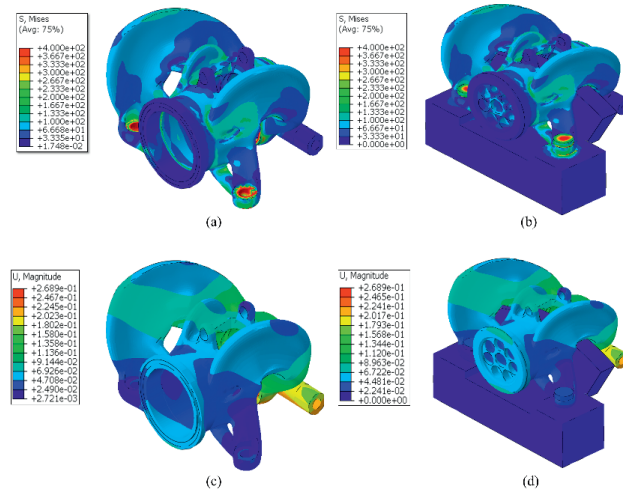 S, Mises
(Avg: 75%)
+4.000e+02
+3.667e+02
+3.333e+02
+3.000e+02
+2.667e+02
+2.333e+02
+2.000e+02
+1.667e+02
+1.333e+02
+1.000e+02
+6.668e+01
+3.335e+01
+1.748e-02
(a)
S, Mises
(Avg: 75%)
+4.000e+02
+3.667e+02
+3.333e+02
+3.000e+02
+2.667e+02
+2.333e+02
+2.000e+02
+1.667e+02
+1.333e+02
+1.000e+02
+6.667e+01
+3.333e+01
+0.000e+00
(b)
U, Magnitude
+2.689e-01
+2.467e-01
+2.245e-01
+2.023e-01
+1.802e-01
+1.580e-01
+1.358e-01
+1.136e-01
+9.144e-02
+6.926e-02
+4.708e-02
+2.490e-02
+2.721e-03
(c)
U, Magnitude
+2.689e-01
+2.465e-01
+2.241e-01
+2.017e-01
+1.793e-01
+1.568e-01
+1.344e-01
+1.120e-01
+8.963e-02
+6.722e-02
+4.481e-02
+2.241e-02
+0.000e+00
(d)